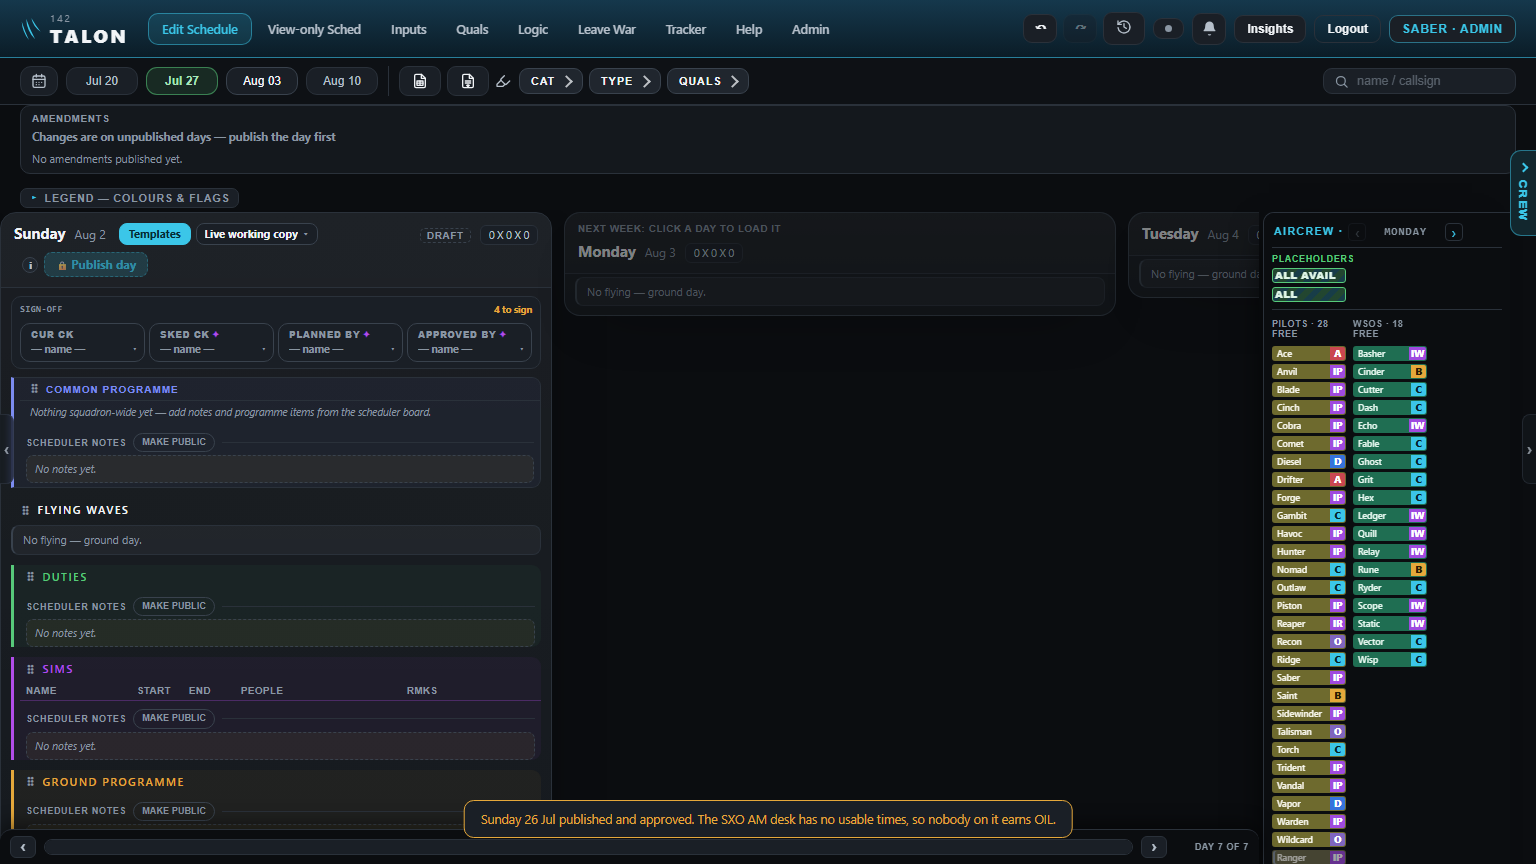 142
TALON
Edit Schedule
View-only Sched
Inputs
Quals
Logic
Leave War
Tracker
Help
Admin
Insights
Logout
SABER · ADMIN
Jul 20
Jul 27
Aug 03
Aug 10
CAT
TYPE
QUALS
name / callsign
AMENDMENTS
Changes are on unpublished days — publish the day first
No amendments published yet.
CREW
LEGEND — COLOURS & FLAGS
Sunday Aug 2
Templates
Live working copy
DRAFT
0X0X0
i
Publish day
SIGN-OFF
4 to sign
CUR CK
— name —
SKED CK
— name —
PLANNED BY
— name —
APPROVED BY
— name —
COMMON PROGRAMME
Nothing squadron-wide yet — add notes and programme items from the scheduler board.
SCHEDULER NOTES
MAKE PUBLIC
No notes yet.
FLYING WAVES
No flying — ground day.
DUTIES
SCHEDULER NOTES
MAKE PUBLIC
No notes yet.
SIMS
NAME START END PEOPLE RMKS
SCHEDULER NOTES
MAKE PUBLIC
No notes yet.
GROUND PROGRAMME
SCHEDULER NOTES
MAKE PUBLIC
NEXT WEEK: CLICK A DAY TO LOAD IT
Monday Aug 3
0X0X0
No flying — ground day.
Tuesday Aug 4
No flying — ground da
AIRCREW ·
MONDAY
PLACEHOLDERS
ALL AVAIL
ALL
PILOTS · 28 FREE
WSOS · 18 FREE
Ace A
Anvil IP
Blade IP
Cinch IP
Cobra IP
Comet IP
Diesel D
Drifter A
Forge IP
Gambit C
Havoc IP
Hunter IP
Nomad C
Outlaw C
Piston IP
Reaper IR
Recon O
Ridge C
Saber IP
Saint B
Sidewinder IP
Talisman O
Torch C
Trident IP
Vandal IP
Vapor D
Warden IP
Wildcard O
Ranger IP
Basher IW
Cinder B
Cutter C
Dash C
Echo IW
Fable C
Ghost C
Grit C
Hex C
Ledger IW
Quill IW
Relay IW
Rune B
Ryder C
Scope IW
Static IW
Vector C
Wisp C
Sunday 26 Jul published and approved. The SXO AM desk has no usable times, so nobody on it earns OIL.
DAY 7 OF 7